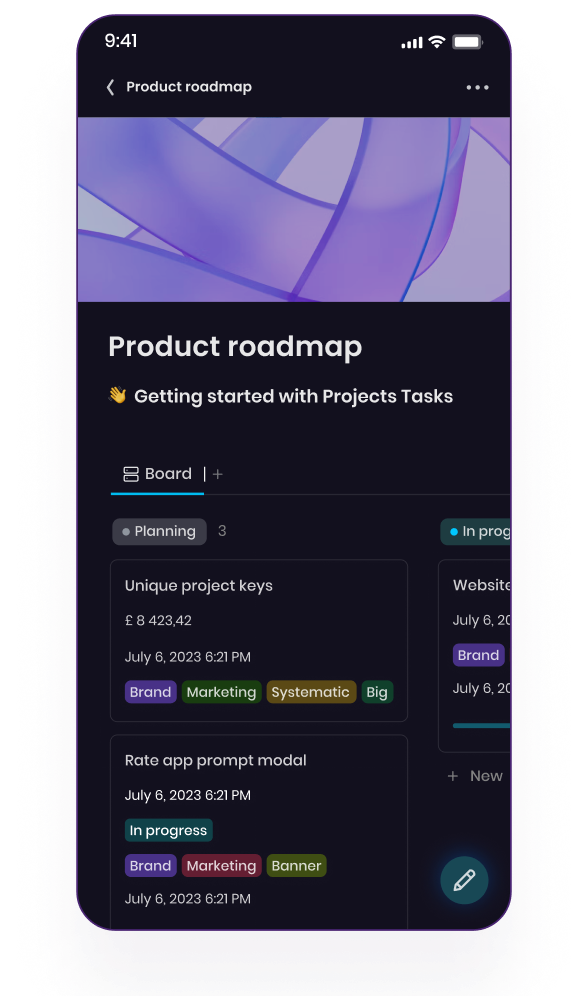 9:41
Product roadmap
Product roadmap
👋 Getting started with Projects Tasks
Board | +
Planning 3
Unique project keys
£ 8 423,42
July 6, 2023 6:21 PM
Brand Marketing Systematic Big
Rate app prompt modal
July 6, 2023 6:21 PM
In progress
Brand Marketing Banner
July 6, 2023 6:21 PM
In prog
Website
July 6, 20
Brand
July 6, 20
+ New